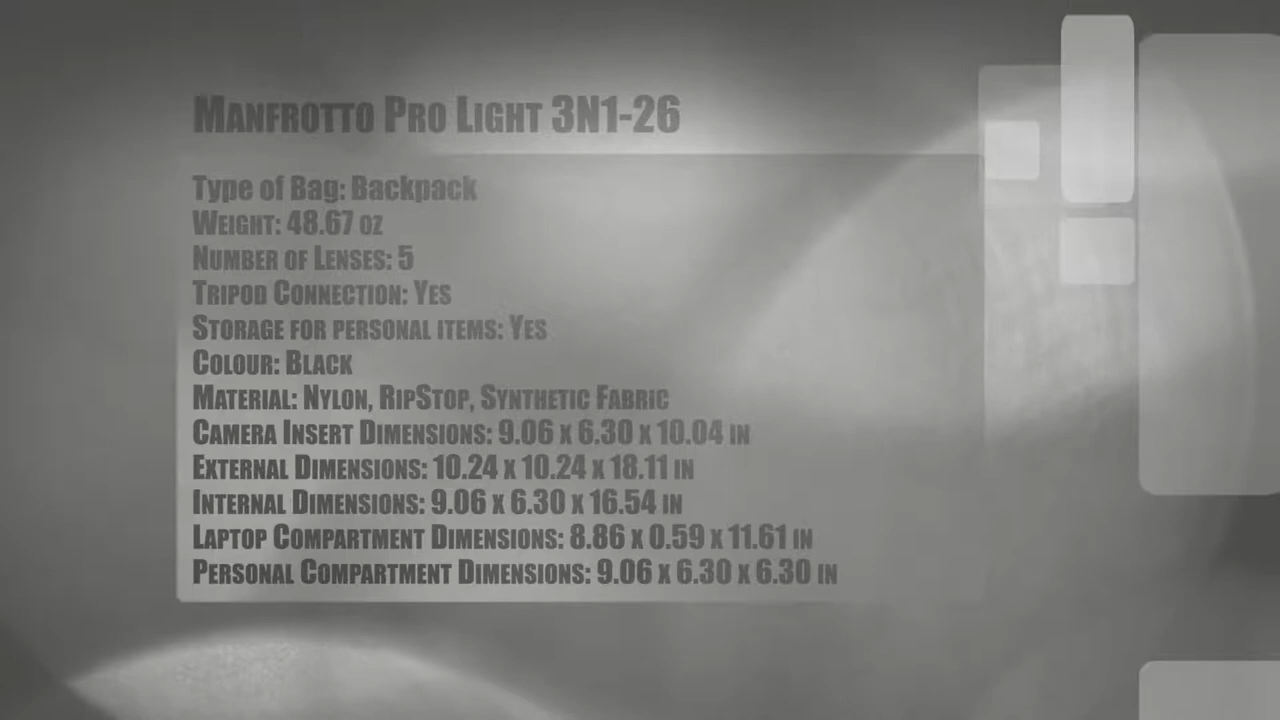 Manfrotto Pro Light 3N1-26
Type of Bag: Backpack
Weight: 48.67 oz
Number of Lenses: 5
Tripod Connection: Yes
Storage for personal items: Yes
Colour: Black
Material: Nylon, RipStop, Synthetic Fabric
Camera Insert Dimensions: 9.06 x 6.30 x 10.04 in
External Dimensions: 10.24 x 10.24 x 18.11 in
Internal Dimensions: 9.06 x 6.30 x 16.54 in
Laptop Compartment Dimensions: 8.86 x 0.59 x 11.61 in
Personal Compartment Dimensions: 9.06 x 6.30 x 6.30 in